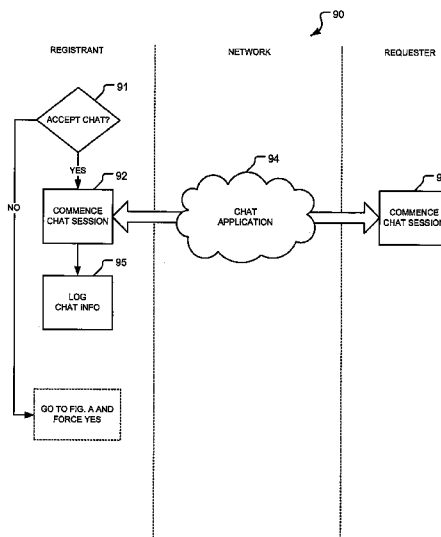 90
REGISTRANT
NETWORK
REQUESTER
91
ACCEPT CHAT?
YES
92
94
NO
COMMENCE
CHAT SESSION
CHAT
APPLICATION
COMMENCE
CHAT SESSION
95
LOG
CHAT INFO
GO TO FIG. A AND
FORCE YES